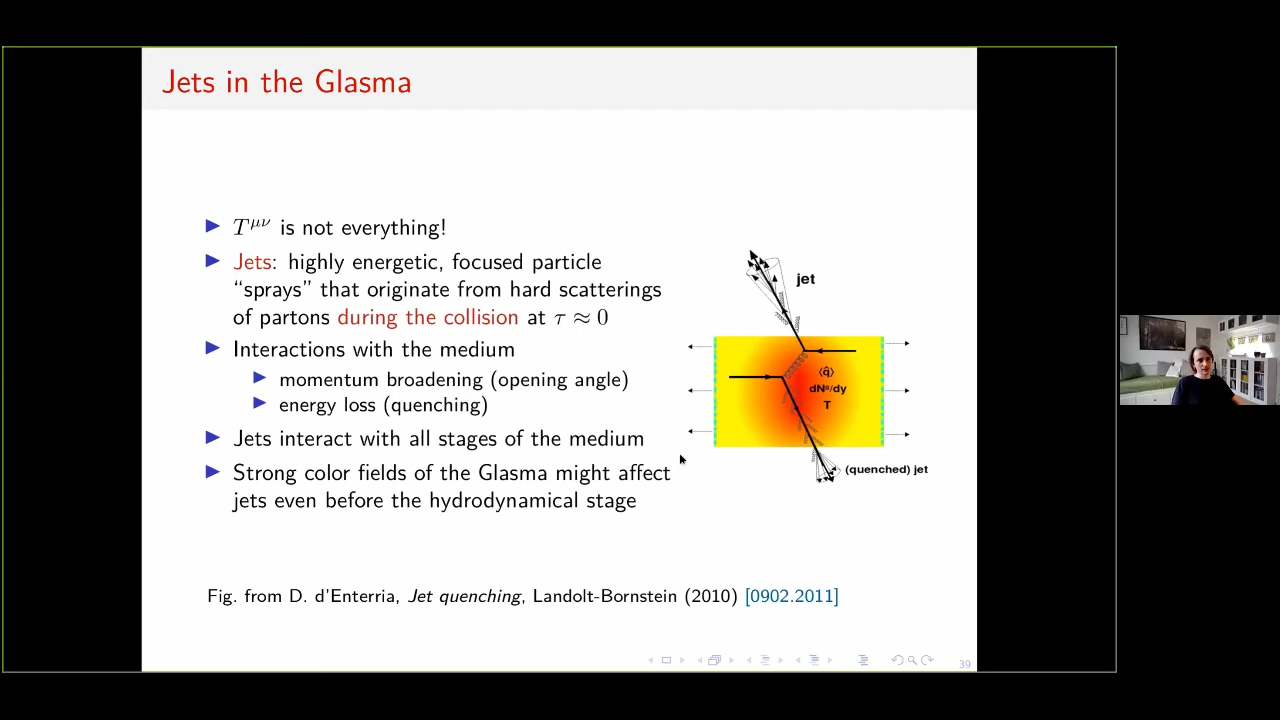 Jets in the Glasma
▶ T^{μν} is not everything!
▶ Jets: highly energetic, focused particle
“sprays” that originate from hard scatterings
of partons during the collision at τ ≈ 0
▶ Interactions with the medium
▶ momentum broadening (opening angle)
▶ energy loss (quenching)
▶ Jets interact with all stages of the medium
▶ Strong color fields of the Glasma might affect
jets even before the hydrodynamical stage
jet
⟨q̂⟩
dNᵍ/dy
T
(quenched) jet
Fig. from D. d'Enterria, Jet quenching, Landolt-Bornstein (2010) [0902.2011]
39